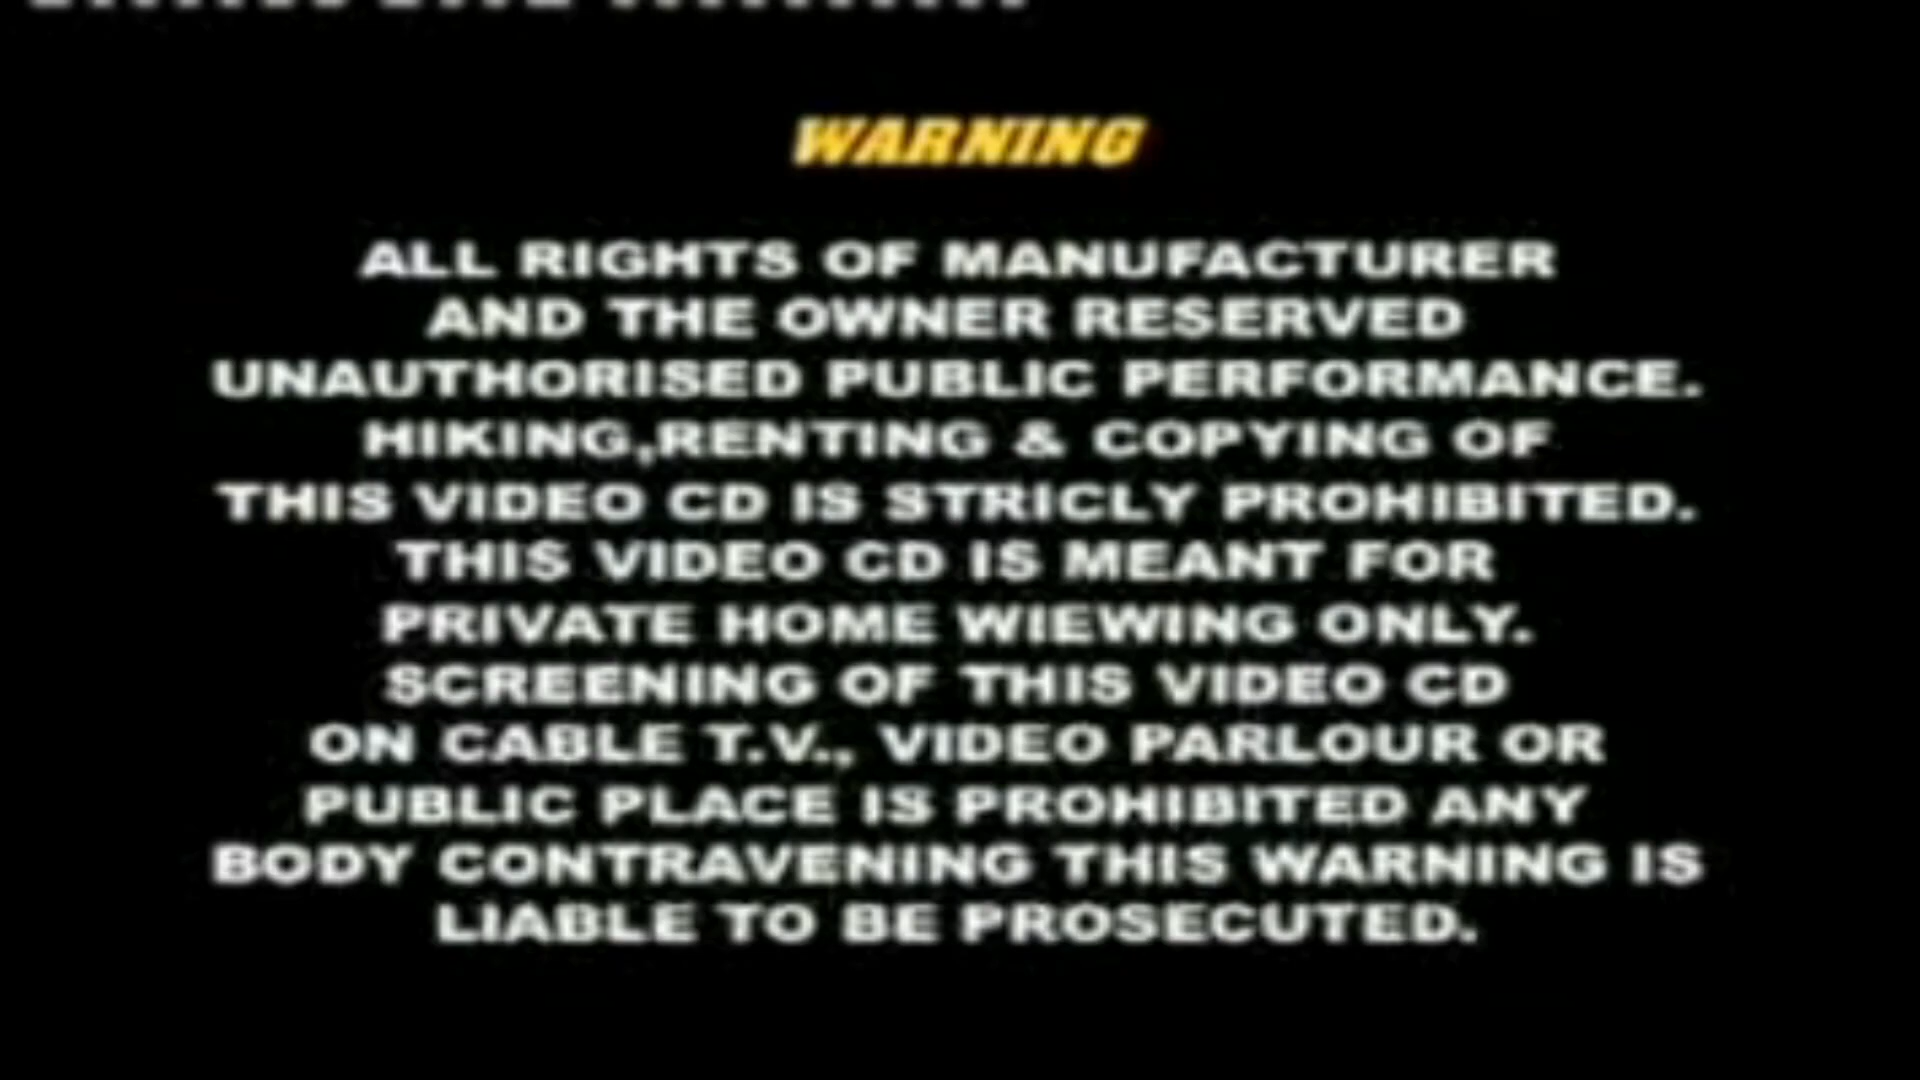 WARNING
ALL RIGHTS OF MANUFACTURER
AND THE OWNER RESERVED
UNAUTHORISED PUBLIC PERFORMANCE.
HIKING,RENTING & COPYING OF
THIS VIDEO CD IS STRICLY PROHIBITED.
THIS VIDEO CD IS MEANT FOR
PRIVATE HOME WIEWING ONLY.
SCREENING OF THIS VIDEO CD
ON CABLE T.V., VIDEO PARLOUR OR
PUBLIC PLACE IS PROHIBITED ANY
BODY CONTRAVENING THIS WARNING IS
LIABLE TO BE PROSECUTED.